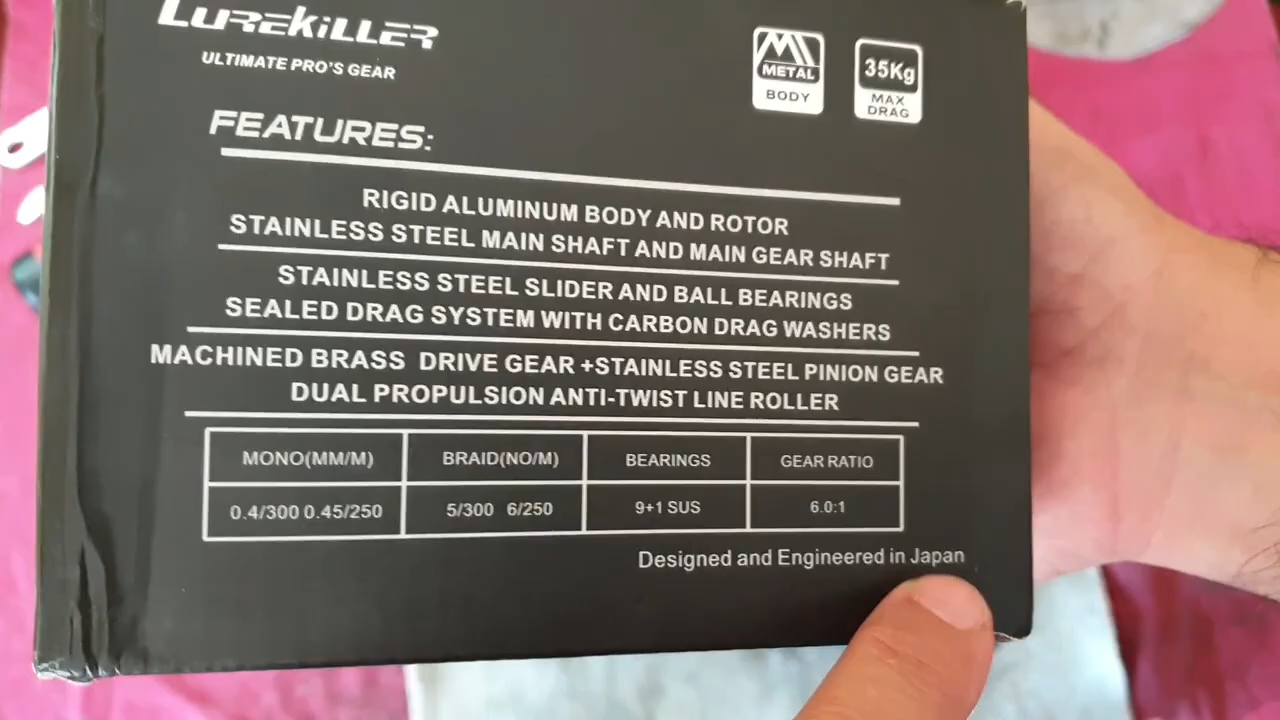 LUREKILLER
ULTIMATE PRO'S GEAR
METAL
BODY
35Kg
MAX
DRAG
FEATURES:
RIGID ALUMINUM BODY AND ROTOR
STAINLESS STEEL MAIN SHAFT AND MAIN GEAR SHAFT
STAINLESS STEEL SLIDER AND BALL BEARINGS
SEALED DRAG SYSTEM WITH CARBON DRAG WASHERS
MACHINED BRASS DRIVE GEAR +STAINLESS STEEL PINION GEAR
DUAL PROPULSION ANTI-TWIST LINE ROLLER
MONO(MM/M) BRAID(NO/M) BEARINGS GEAR RATIO
0.4/300 0.45/250 5/300 6/250 9+1 SUS 6.0:1
Designed and Engineered in Japan